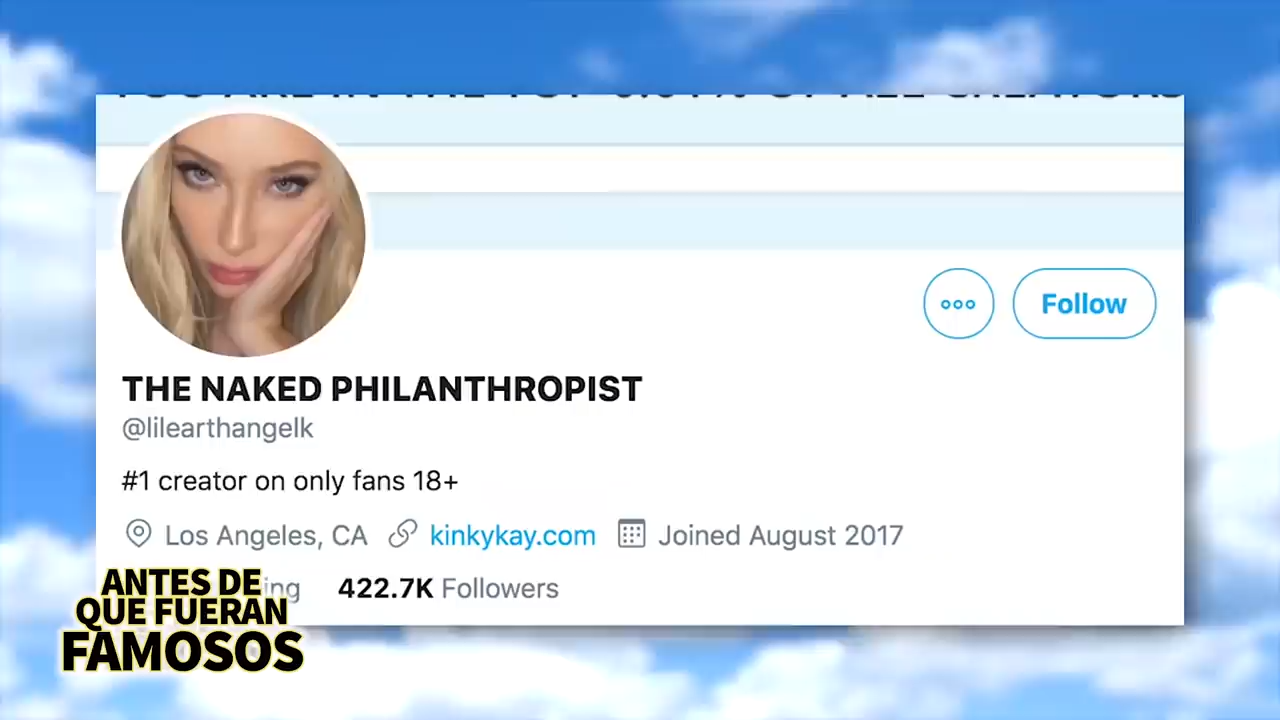 THE NAKED PHILANTHROPIST
@lilearthangelk
#1 creator on only fans 18+
Los Angeles, CA kinkykay.com Joined August 2017
422.7K Followers
Follow
ANTES DE
QUE FUERAN
FAMOSOS